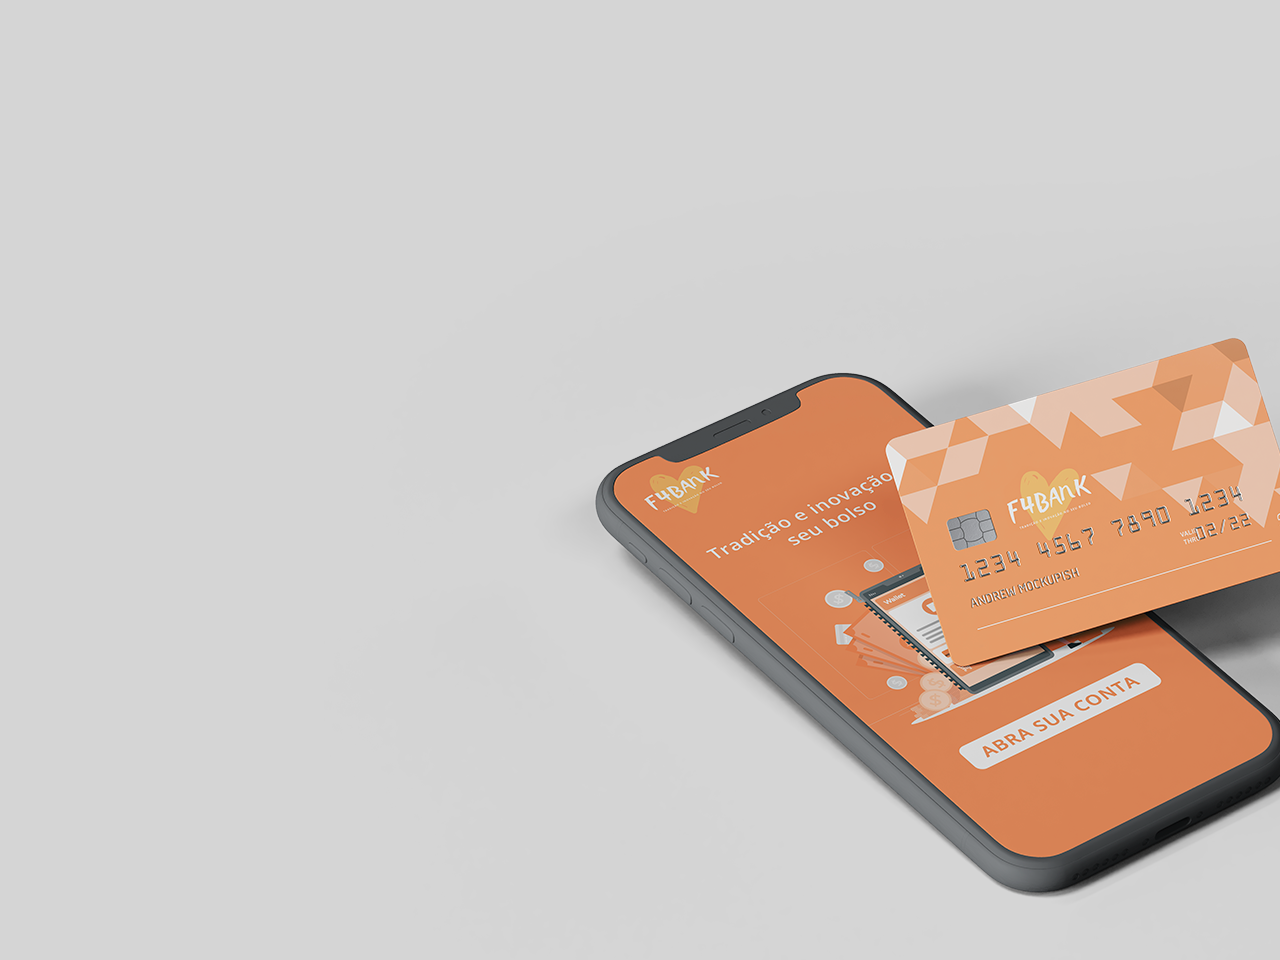 F4BANK
Tradição e inovação
seu bolso
Wallet
ABRA SUA CONTA
F4BANK
1234 4567 7890 1234
VALID
THRU 02/22
ANDREW MOCKUPISH